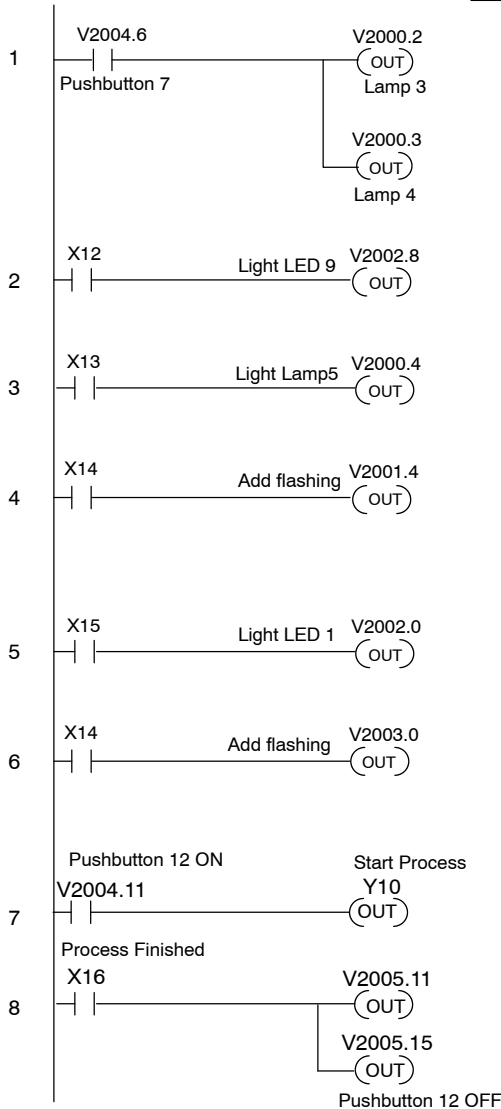 V2004.6
V2000.2
1
OUT
Pushbutton 7
Lamp 3
V2000.3
OUT
Lamp 4
X12
Light LED 9
V2002.8
2
OUT
X13
Light Lamp5
V2000.4
3
OUT
X14
Add flashing
V2001.4
4
OUT
X15
Light LED 1
V2002.0
5
OUT
X14
Add flashing
V2003.0
6
OUT
Pushbutton 12 ON
Start Process
V2004.11
Y10
7
OUT
Process Finished
X16
V2005.11
8
OUT
V2005.15
OUT
Pushbutton 12 OFF